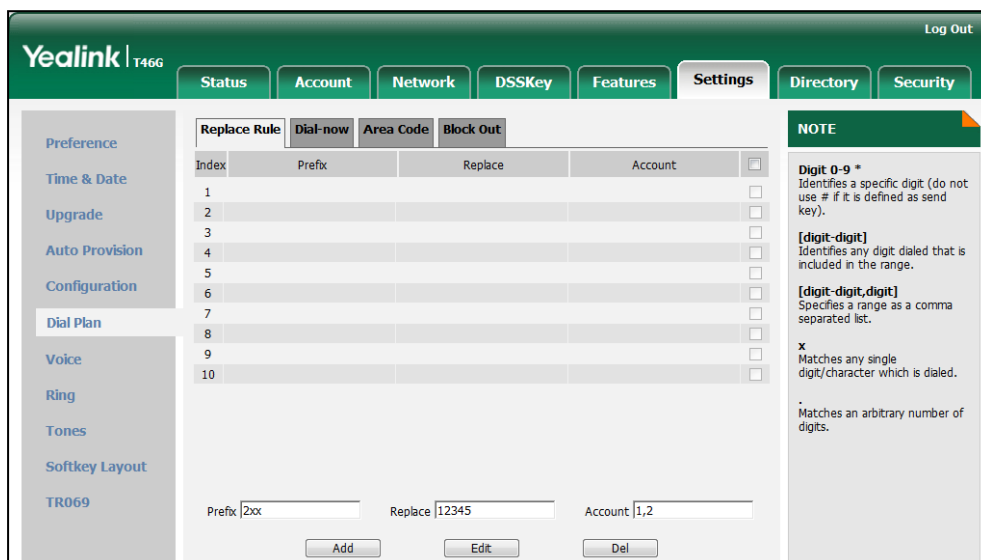 Log Out
Yealink T46G
Status Account Network DSSKey Features Settings Directory Security
Preference
Time & Date
Upgrade
Auto Provision
Configuration
Dial Plan
Voice
Ring
Tones
Softkey Layout
TR069
Replace Rule Dial-now Area Code Block Out
Index Prefix Replace Account
1
2
3
4
5
6
7
8
9
10
Prefix 2xx Replace 12345 Account 1,2
Add Edit Del
NOTE
Digit 0-9 *
Identifies a specific digit (do not
use # if it is defined as send
key).
[digit-digit]
Identifies any digit dialed that is
included in the range.
[digit-digit,digit]
Specifies a range as a comma
separated list.
x
Matches any single
digit/character which is dialed.
.
Matches an arbitrary number of
digits.